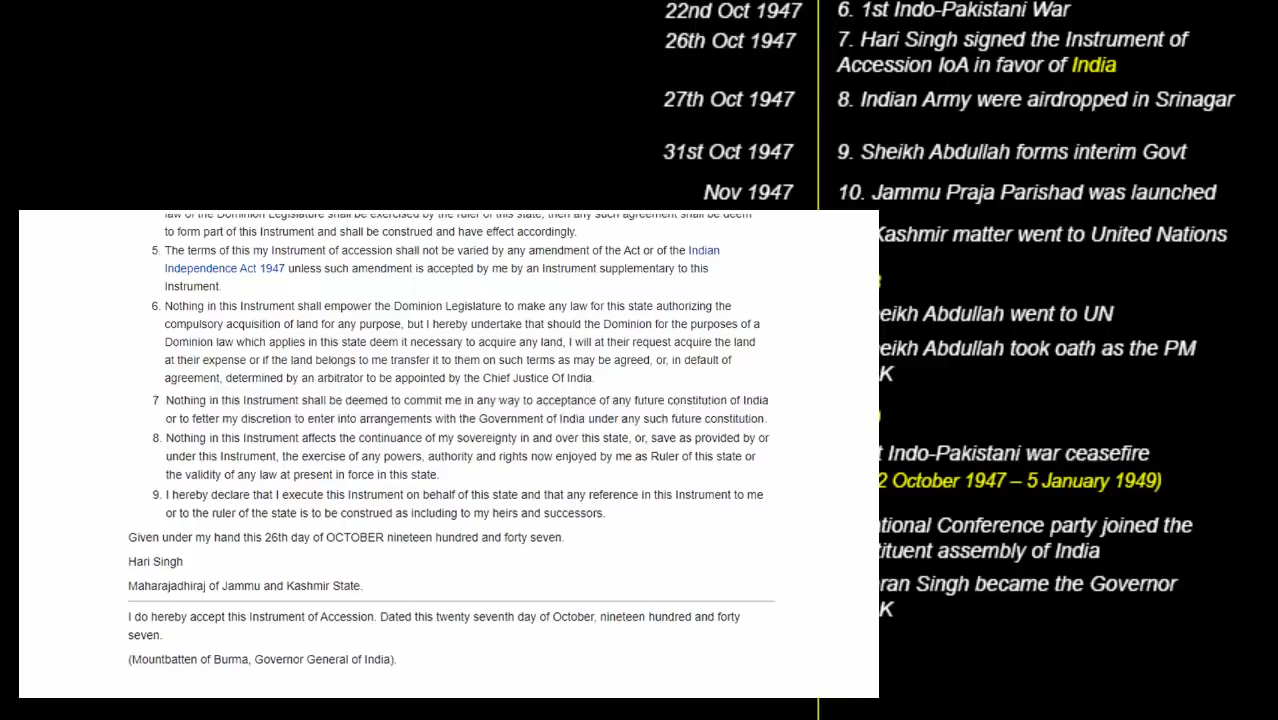 22nd Oct 1947
6. 1st Indo-Pakistani War
26th Oct 1947
7. Hari Singh signed the Instrument of
Accession IoA in favor of India
27th Oct 1947
8. Indian Army were airdropped in Srinagar
31st Oct 1947
9. Sheikh Abdullah forms interim Govt
Nov 1947
10. Jammu Praja Parishad was launched
Kashmir matter went to United Nations
eikh Abdullah went to UN
eikh Abdullah took oath as the PM
K
t Indo-Pakistani war ceasefire
2 October 1947 – 5 January 1949)
tional Conference party joined the
tituent assembly of India
ran Singh became the Governor
K
law of the Dominion Legislature shall be exercised by the ruler of this state, then any such agreement shall be deem
to form part of this Instrument and shall be construed and have effect accordingly.
5. The terms of this my Instrument of accession shall not be varied by any amendment of the Act or of the Indian
Independence Act 1947 unless such amendment is accepted by me by an Instrument supplementary to this
Instrument.
6. Nothing in this Instrument shall empower the Dominion Legislature to make any law for this state authorizing the
compulsory acquisition of land for any purpose, but I hereby undertake that should the Dominion for the purposes of a
Dominion law which applies in this state deem it necessary to acquire any land, I will at their request acquire the land
at their expense or if the land belongs to me transfer it to them on such terms as may be agreed, or, in default of
agreement, determined by an arbitrator to be appointed by the Chief Justice Of India.
7 Nothing in this Instrument shall be deemed to commit me in any way to acceptance of any future constitution of India
or to fetter my discretion to enter into arrangements with the Government of India under any such future constitution.
8. Nothing in this Instrument affects the continuance of my sovereignty in and over this state, or, save as provided by or
under this Instrument, the exercise of any powers, authority and rights now enjoyed by me as Ruler of this state or
the validity of any law at present in force in this state.
9. I hereby declare that I execute this Instrument on behalf of this state and that any reference in this Instrument to me
or to the ruler of the state is to be construed as including to my heirs and successors.
Given under my hand this 26th day of OCTOBER nineteen hundred and forty seven.
Hari Singh
Maharajadhiraj of Jammu and Kashmir State.
I do hereby accept this Instrument of Accession. Dated this twenty seventh day of October, nineteen hundred and forty
seven.
(Mountbatten of Burma, Governor General of India).